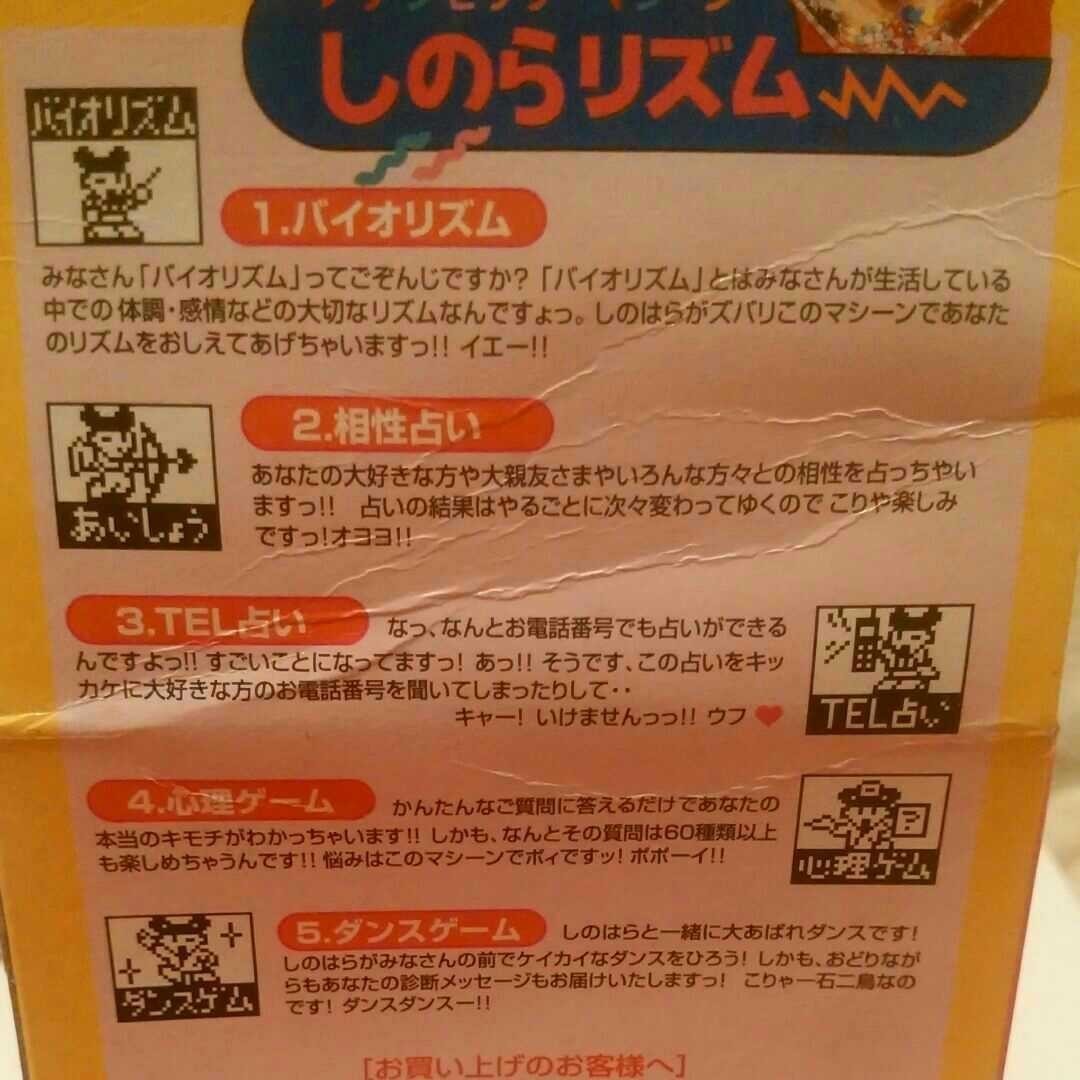 しのらリズム
バイオリズム
1.バイオリズム
みなさん「バイオリズム」ってごぞんじですか?「バイオリズム」とはみなさんが生活している
中での体調・感情などの大切なリズムなんですょっ。しのはらがズバリこのマシーンであなた
のリズムをおしえてあげちゃいますっ!! イエー!!
2.相性占い
あなたの大好きな方や大親友さまやいろんな方々との相性を占っちやい
ますっ!! 占いの結果はやるごとに次々変わってゆくので こりや楽しみ
ですっ!オヨヨ!!
あいしょう
3.TEL占い
なっ、なんとお電話番号でも占いができる
んですよっ!! すごいことになってますっ! あっ!! そうです、この占いをキッ
カケに大好きな方のお電話番号を聞いてしまったりして‥
キャー! いけませんっっ!! ウフ♥
TEL占い
4.心理ゲーム
かんたんなご質問に答えるだけであなたの
本当のキモチがわかっちゃいます!! しかも、なんとその質問は60種類以上
も楽しめちゃうんです!! 悩みはこのマシーンでポィですッ! ポポーイ!!
心理ゲーム
5.ダンスゲーム
しのはらと一緒に大あばれダンスです!
しのはらがみなさんの前でケイカイなダンスをひろう! しかも、おどりなが
らもあなたの診断メッセージもお届けいたしますっ! こりゃ一石二鳥なの
です! ダンスダンスー!!
ダンスゲーム
[お買い上げのお客様へ]